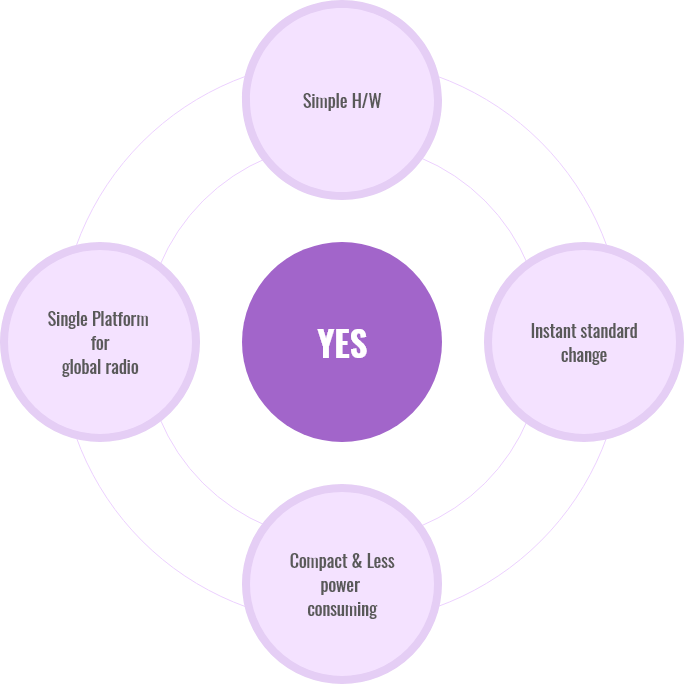 Simple H/W
Single Platform
for
global radio
YES
Instant standard
change
Compact & Less
power
consuming